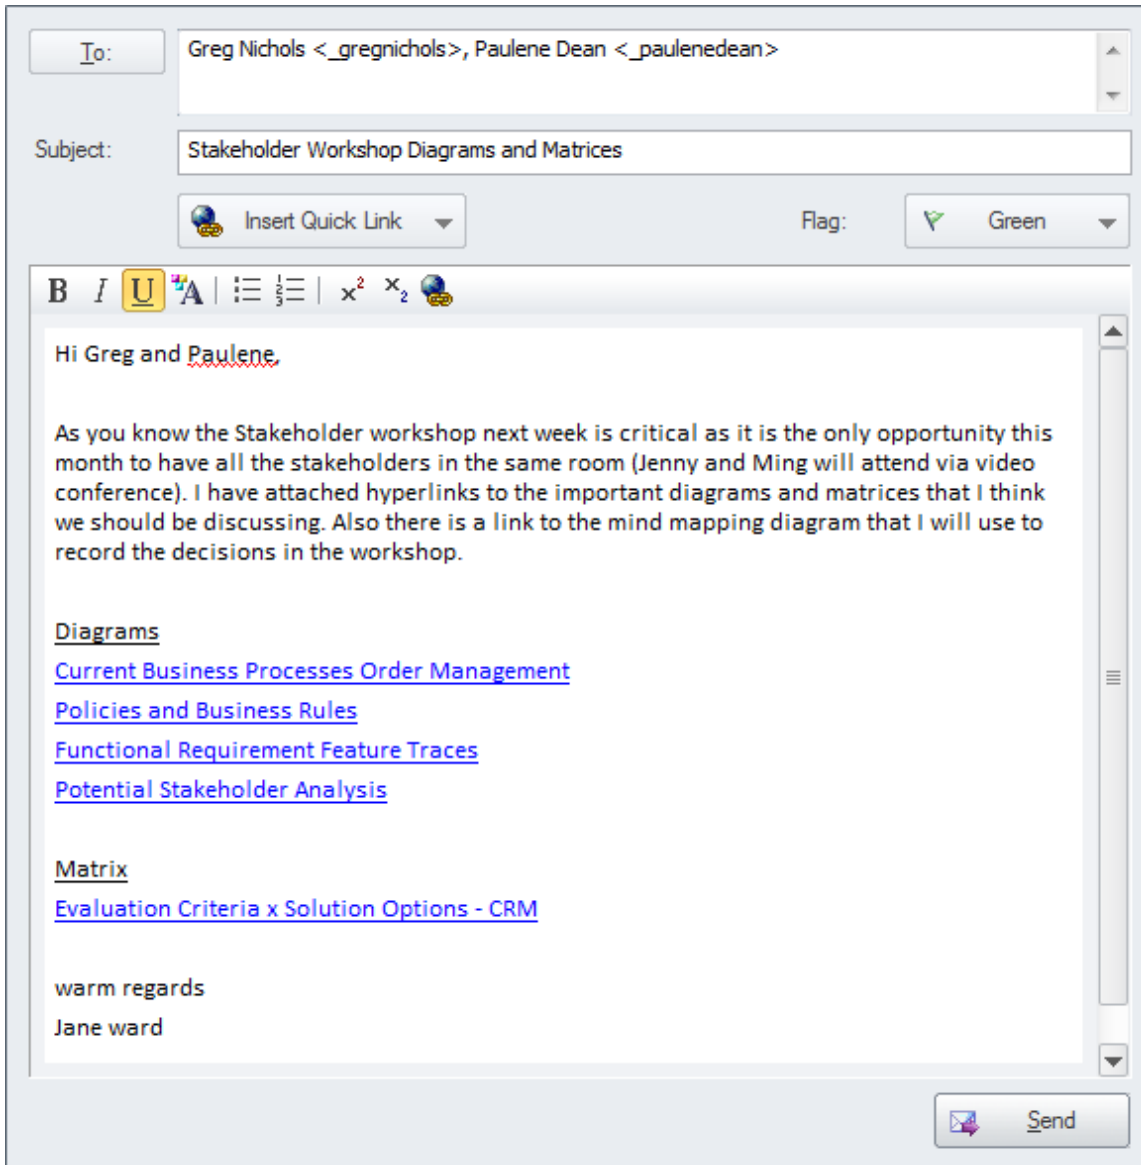 To: Greg Nichols <_gregnichols>, Paulene Dean <_paulenedean>
Subject: Stakeholder Workshop Diagrams and Matrices
Insert Quick Link Flag: Green
B I U A x² x₂
Hi Greg and Paulene,
As you know the Stakeholder workshop next week is critical as it is the only opportunity this
month to have all the stakeholders in the same room (Jenny and Ming will attend via video
conference). I have attached hyperlinks to the important diagrams and matrices that I think
we should be discussing. Also there is a link to the mind mapping diagram that I will use to
record the decisions in the workshop.
Diagrams
Current Business Processes Order Management
Policies and Business Rules
Functional Requirement Feature Traces
Potential Stakeholder Analysis
Matrix
Evaluation Criteria x Solution Options - CRM
warm regards
Jane ward
Send